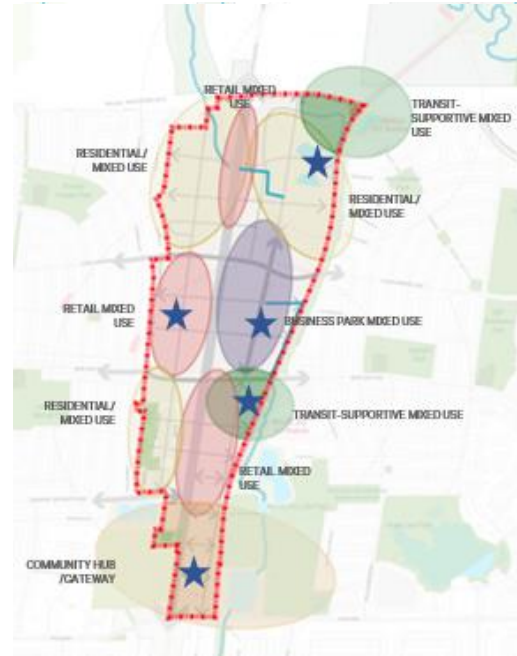 RETAIL MIXED
USE
TRANSIT-
SUPPORTIVE MIXED
USE
RESIDENTIAL/
MIXED USE
RESIDENTIAL/
MIXED USE
RETAIL MIXED
USE
BUSINESS PARK MIXED USE
RESIDENTIAL/
MIXED USE
TRANSIT-SUPPORTIVE MIXED USE
RETAIL MIXED
USE
COMMUNITY HUB
/GATEWAY